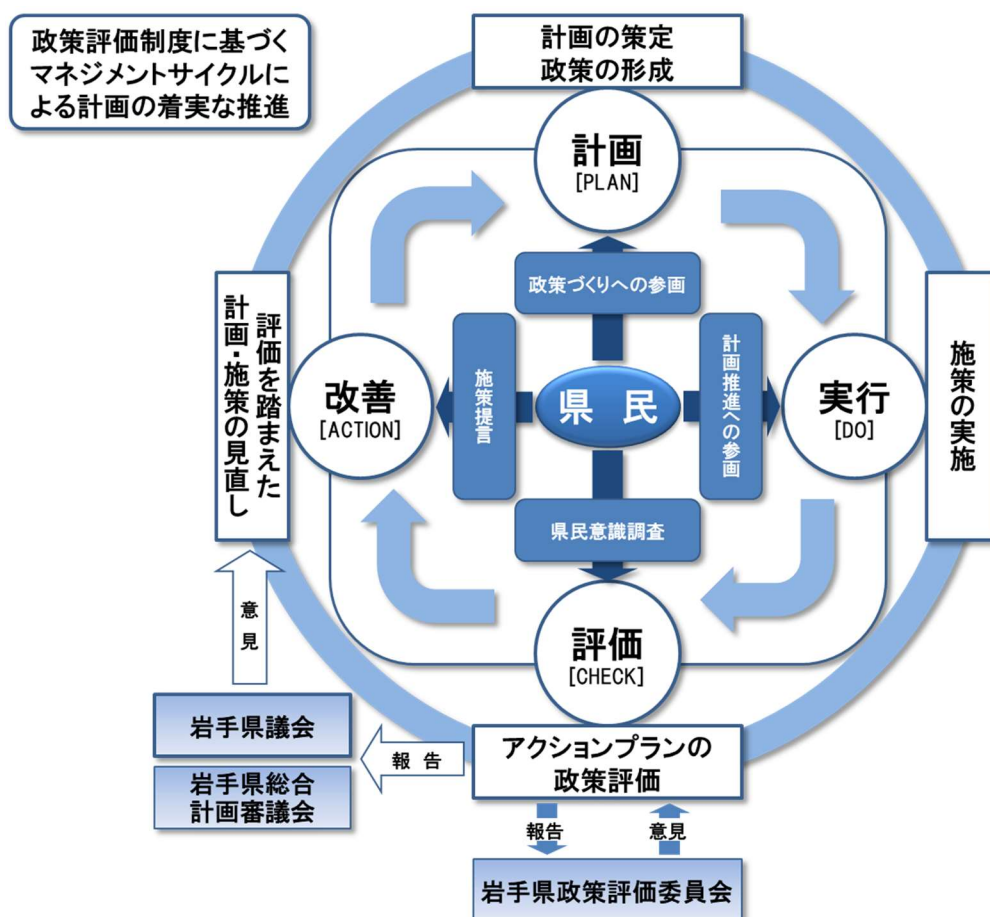 政策評価制度に基づく
マネジメントサイクルに
よる計画の着実な推進
計画の策定
政策の形成
計画
[PLAN]
政策づくりへの参画
評価を踏まえた
計画・施策の見直し
改善
[ACTION]
施策提言
県 民
計画推進への参画
実行
[DO]
施策の実施
県民意識調査
評価
[CHECK]
意見
岩手県議会
岩手県総合
計画審議会
報 告
アクションプランの
政策評価
報告
意見
岩手県政策評価委員会